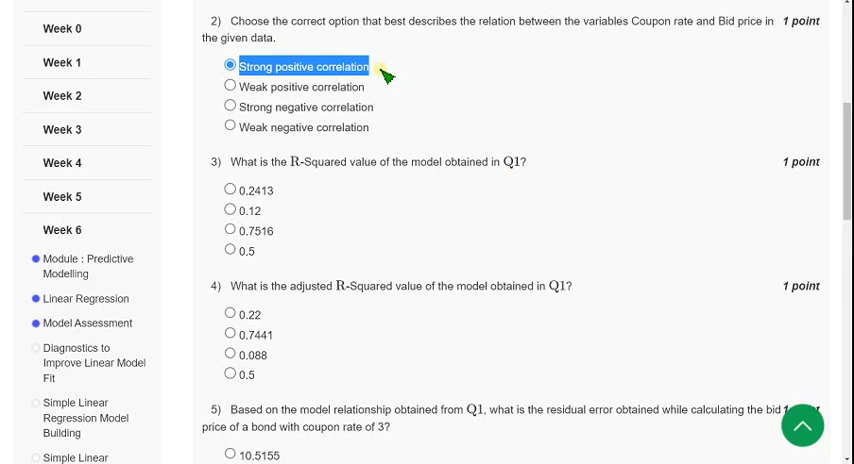 Week 0
Week 1
Week 2
Week 3
Week 4
Week 5
Week 6
Module : Predictive
Modelling
Linear Regression
Model Assessment
Diagnostics to
Improve Linear Model
Fit
Simple Linear
Regression Model
Building
Simple Linear
2) Choose the correct option that best describes the relation between the variables Coupon rate and Bid price in 1 point
the given data.
Strong positive correlation
Weak positive correlation
Strong negative correlation
Weak negative correlation
3) What is the R-Squared value of the model obtained in Q1? 1 point
0.2413
0.12
0.7516
0.5
4) What is the adjusted R-Squared value of the model obtained in Q1? 1 point
0.22
0.7441
0.088
0.5
5) Based on the model relationship obtained from Q1, what is the residual error obtained while calculating the bid
price of a bond with coupon rate of 3?
10.5155